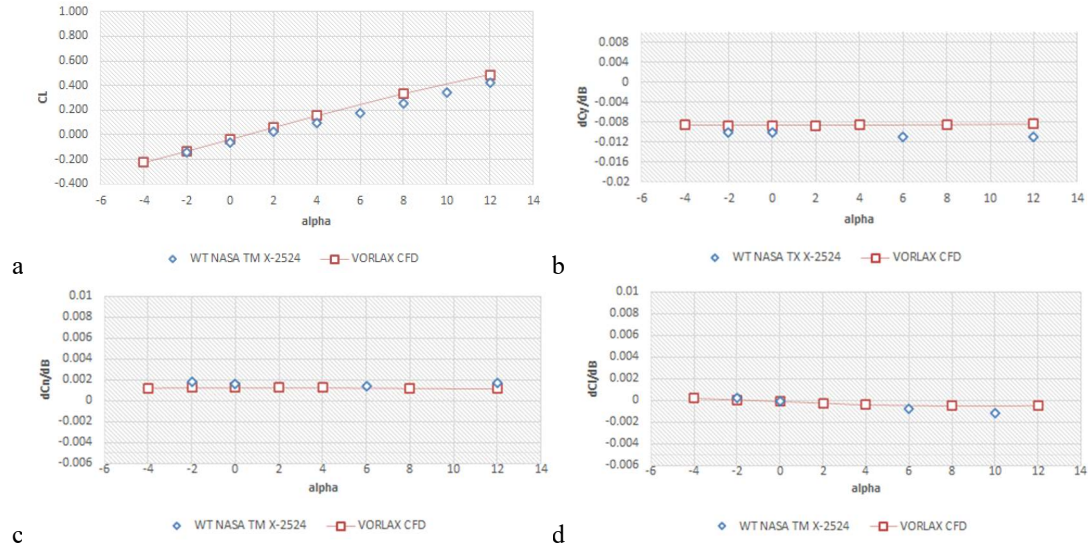 1.000
0.800
0.600
0.400
0.200
0.000
-0.200
-0.400
CL
-6 -4 -2 0 2 4 6 8 10 12 14
alpha
WT NASA TM X-2524 VORLAX CFD
a
0.008
0.004
0
-0.004
-0.008
-0.012
-0.016
-0.02
dCy/dB
-6 -4 -2 0 2 4 6 8 10 12 14
alpha
WT NASA TX X-2524 VORLAX CFD
b
0.01
0.008
0.006
0.004
0.002
0
-0.002
-0.004
-0.006
dCn/dB
-6 -4 -2 0 2 4 6 8 10 12 14
alpha
WT NASA TM X-2524 VORLAX CFD
c
0.01
0.008
0.006
0.004
0.002
0
-0.002
-0.004
-0.006
dCl/dB
-6 -4 -2 0 2 4 6 8 10 12 14
alpha
WT NASA TM X-2524 VORLAX CFD
d